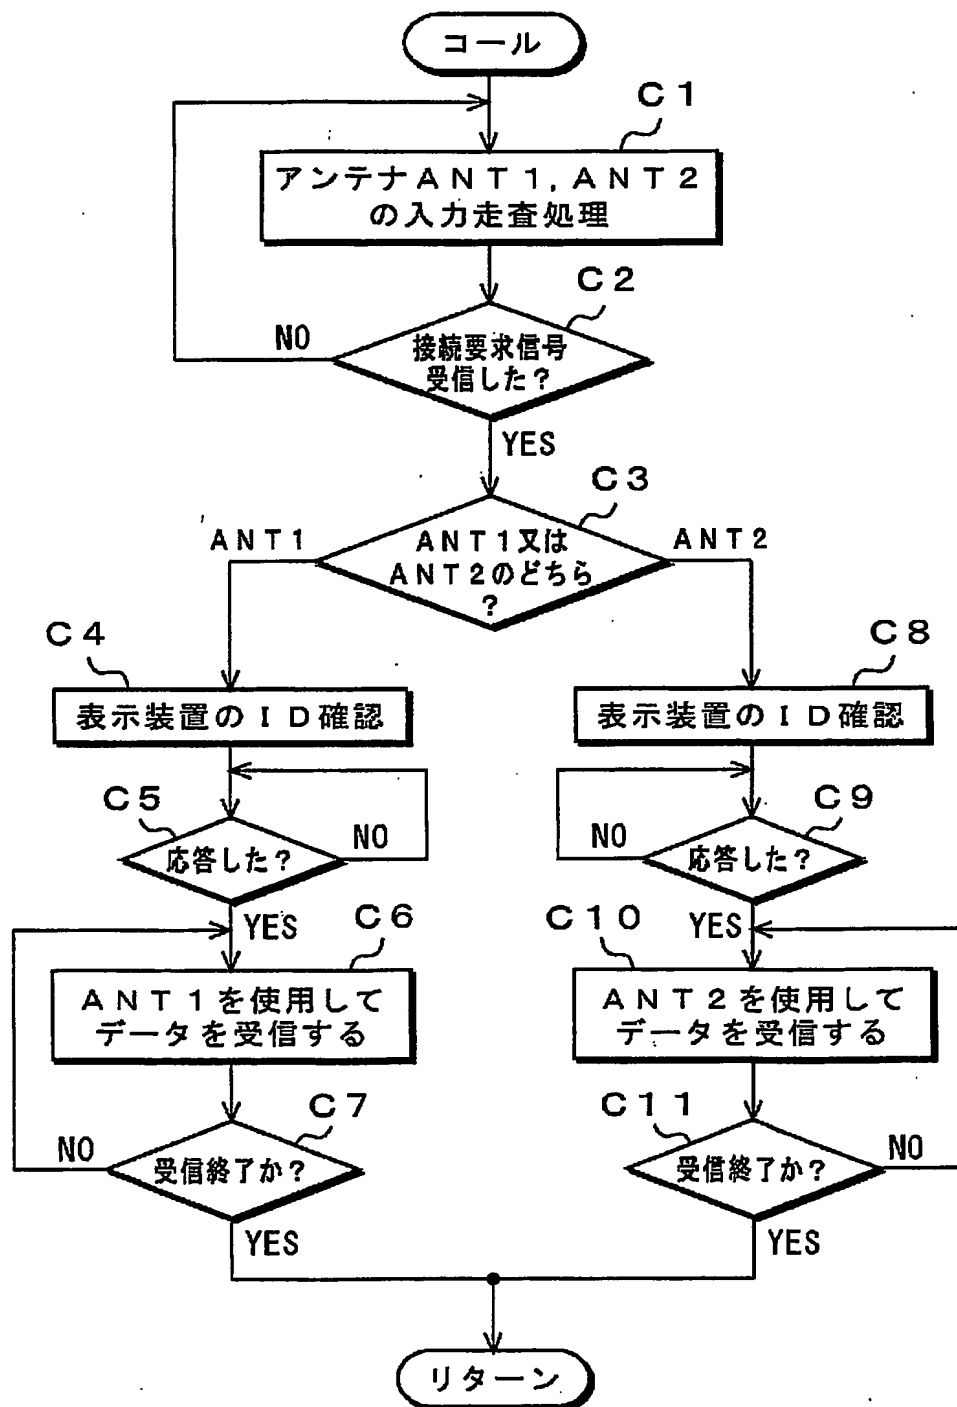 コール
C1
アンテナANT1,ANT2
の入力走査処理
C2
接続要求信号
受信した？
NO
YES
C3
ANT1又は
ANT2のどちら
？
ANT1
ANT2
C4
表示装置のID確認
C8
表示装置のID確認
C5
応答した？
NO
YES
C9
応答した？
NO
YES
C6
ANT1を使用して
データを受信する
C10
ANT2を使用して
データを受信する
C7
受信終了か？
NO
YES
C11
受信終了か？
NO
YES
リターン